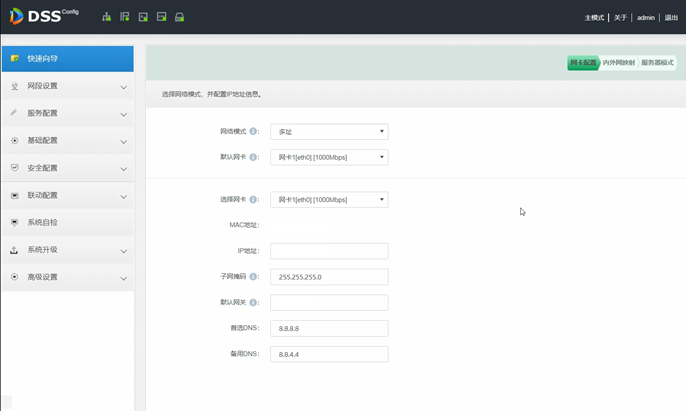 DSS Config
主模式 | 关于 | admin | 退出
快速向导
网段设置
服务配置
基础配置
安全配置
联动配置
系统自检
系统升级
高级设置
网卡配置 内外网映射 服务器模式
选择网络模式，并配置IP地址信息。
网络模式 : 多址
默认网卡 : 网卡1[eth0] [1000Mbps]
选择网卡 : 网卡1[eth0] [1000Mbps]
MAC地址:
IP地址:
子网掩码 : 255.255.255.0
默认网关 :
首选DNS: 8.8.8.8
备用DNS: 8.8.4.4